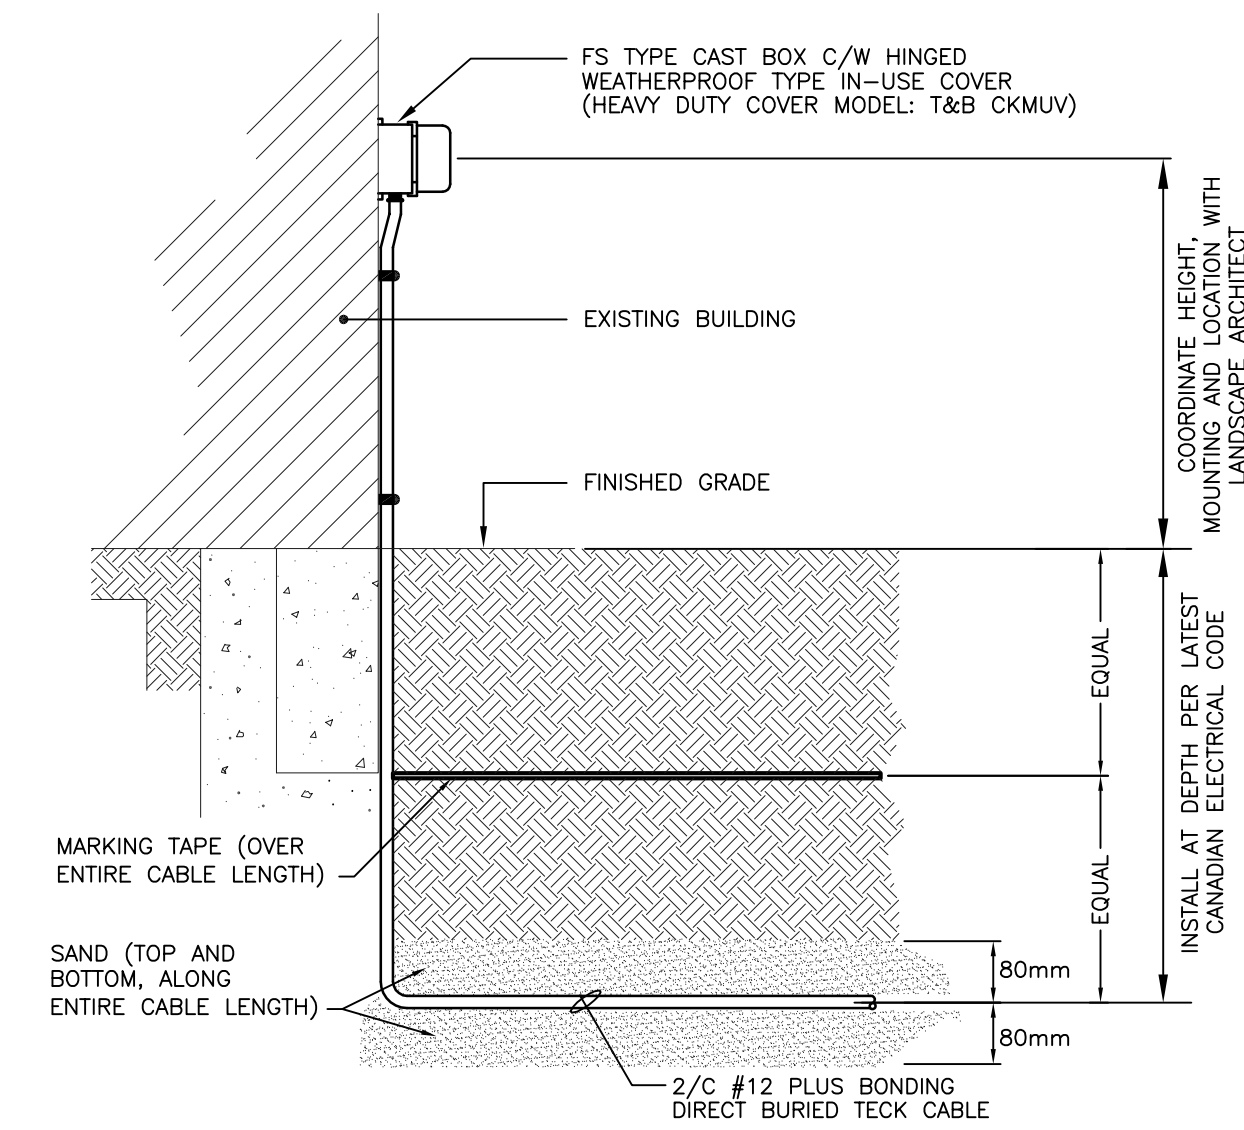 FS TYPE CAST BOX C/W HINGED
WEATHERPROOF TYPE IN-USE COVER
(HEAVY DUTY COVER MODEL: T&B CKMUV)
COORDINATE HEIGHT,
MOUNTING AND LOCATION WITH
LANDSCAPE ARCHITECT
EXISTING BUILDING
FINISHED GRADE
EQUAL
INSTALL AT DEPTH PER LATEST
CANADIAN ELECTRICAL CODE
MARKING TAPE (OVER
ENTIRE CABLE LENGTH)
EQUAL
SAND (TOP AND
BOTTOM, ALONG
ENTIRE CABLE LENGTH)
80mm
80mm
2/C #12 PLUS BONDING
DIRECT BURIED TECK CABLE